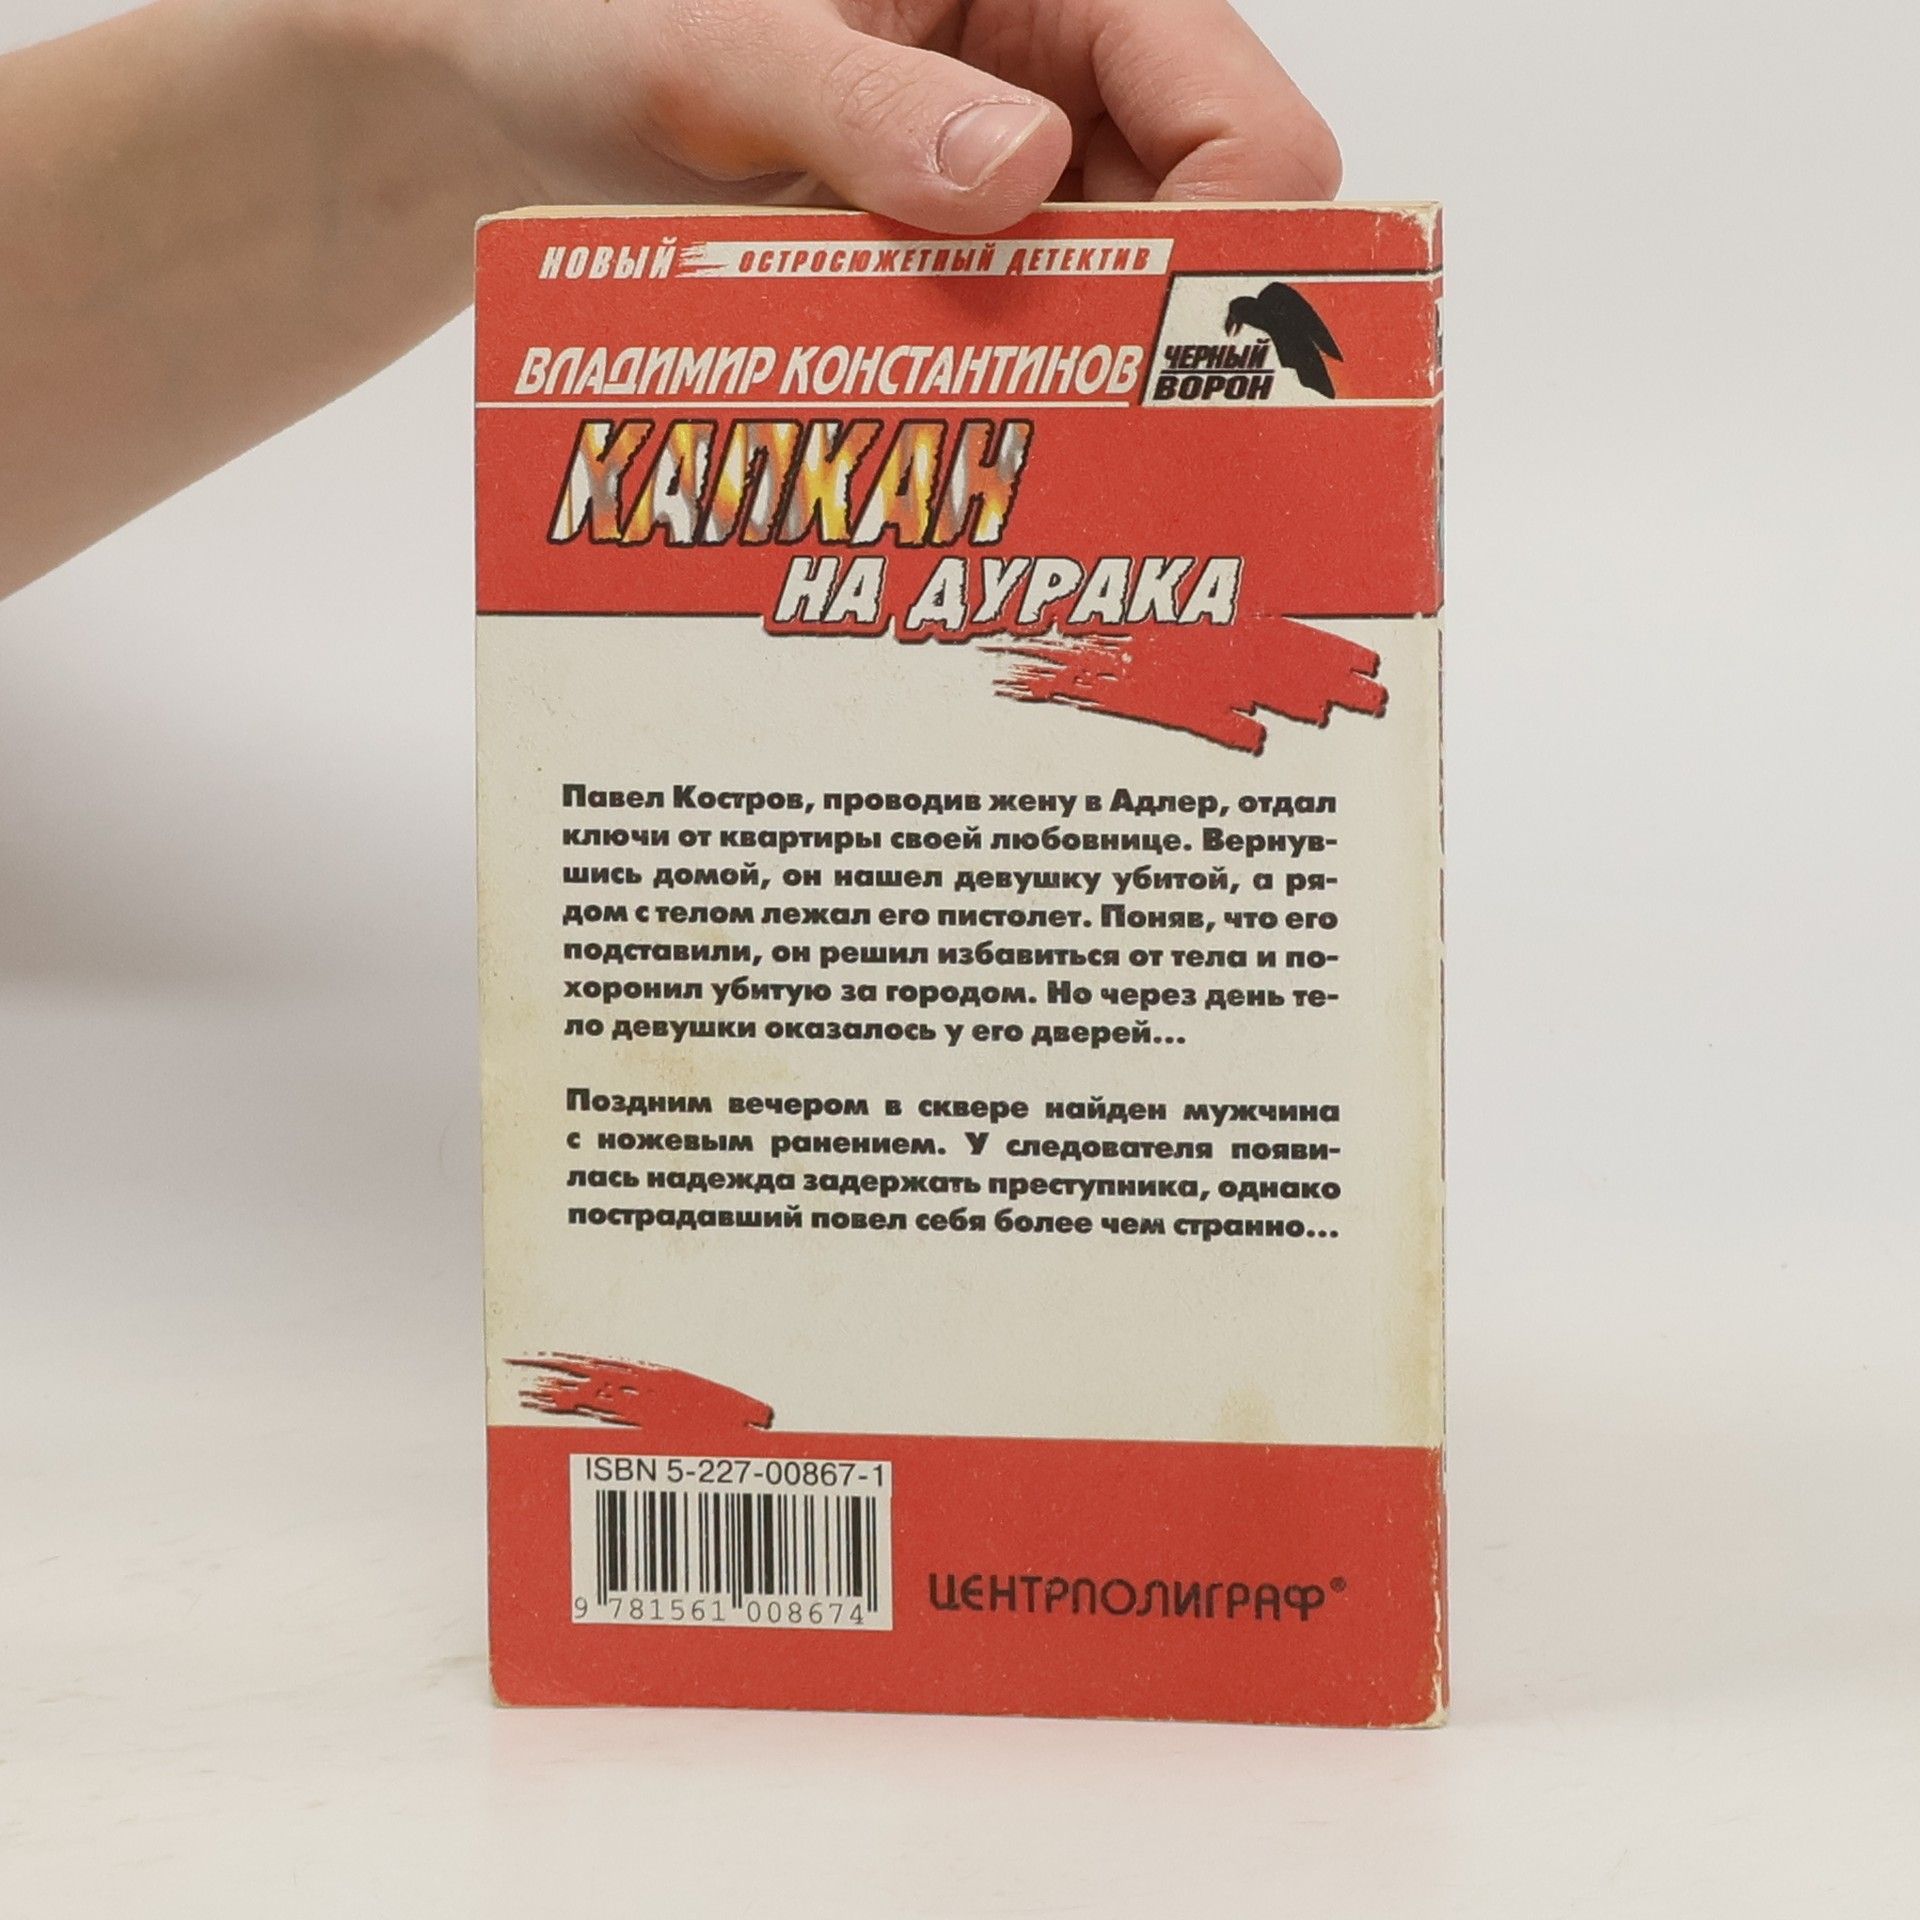 НОВЫЙ ОСТРОСЮЖЕТНЫЙ ДЕТЕКТИВ
ВЛАДИМИР КОНСТАНТИНОВ
ЧЕРНЫЙ
ВОРОН
КАПКАН
НА ДУРАКА
Павел Костров, проводив жену в Адлер, отдал
ключи от квартиры своей любовнице. Вернув-
шись домой, он нашел девушку убитой, а ря-
дом с телом лежал его пистолет. Поняв, что его
подставили, он решил избавиться от тела и по-
хоронил убитую за городом. Но через день те-
ло девушки оказалось у его дверей...
Поздним вечером в сквере найден мужчина
с ножевым ранением. У следователя появи-
лась надежда задержать преступника, однако
пострадавший повел себя более чем странно...
ISBN 5-227-00867-1
9 781561 008674
ЦЕНТРПОЛИГРАФ®